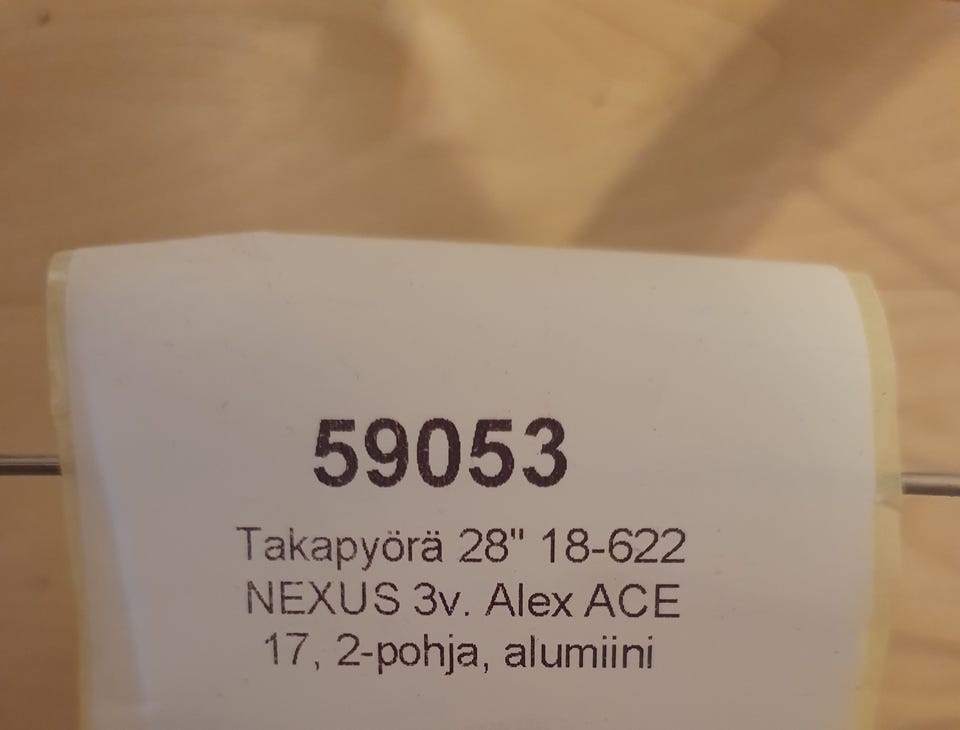 59053
Takapyörä 28" 18-622
NEXUS 3v. Alex ACE
17, 2-pohja, alumiini